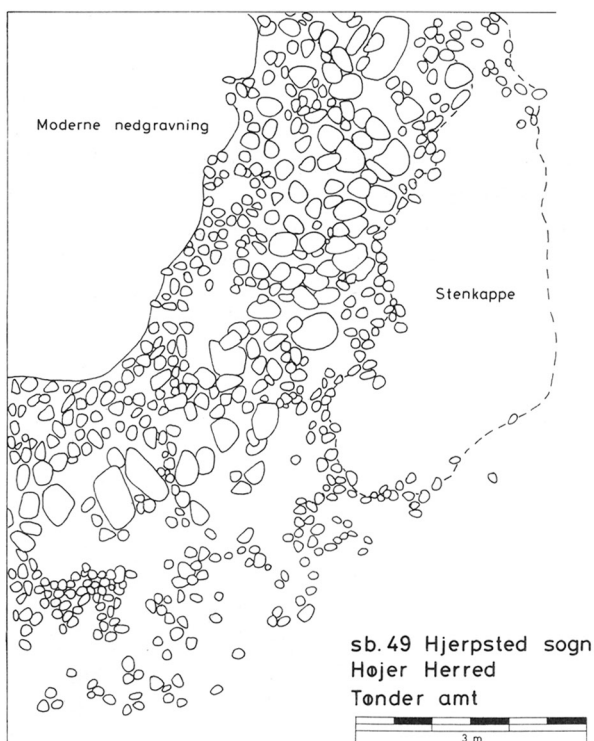 Moderne nedgravning
Stenkappe
sb. 49 Hjerpsted sogn
Højer Herred
Tønder amt
3 m